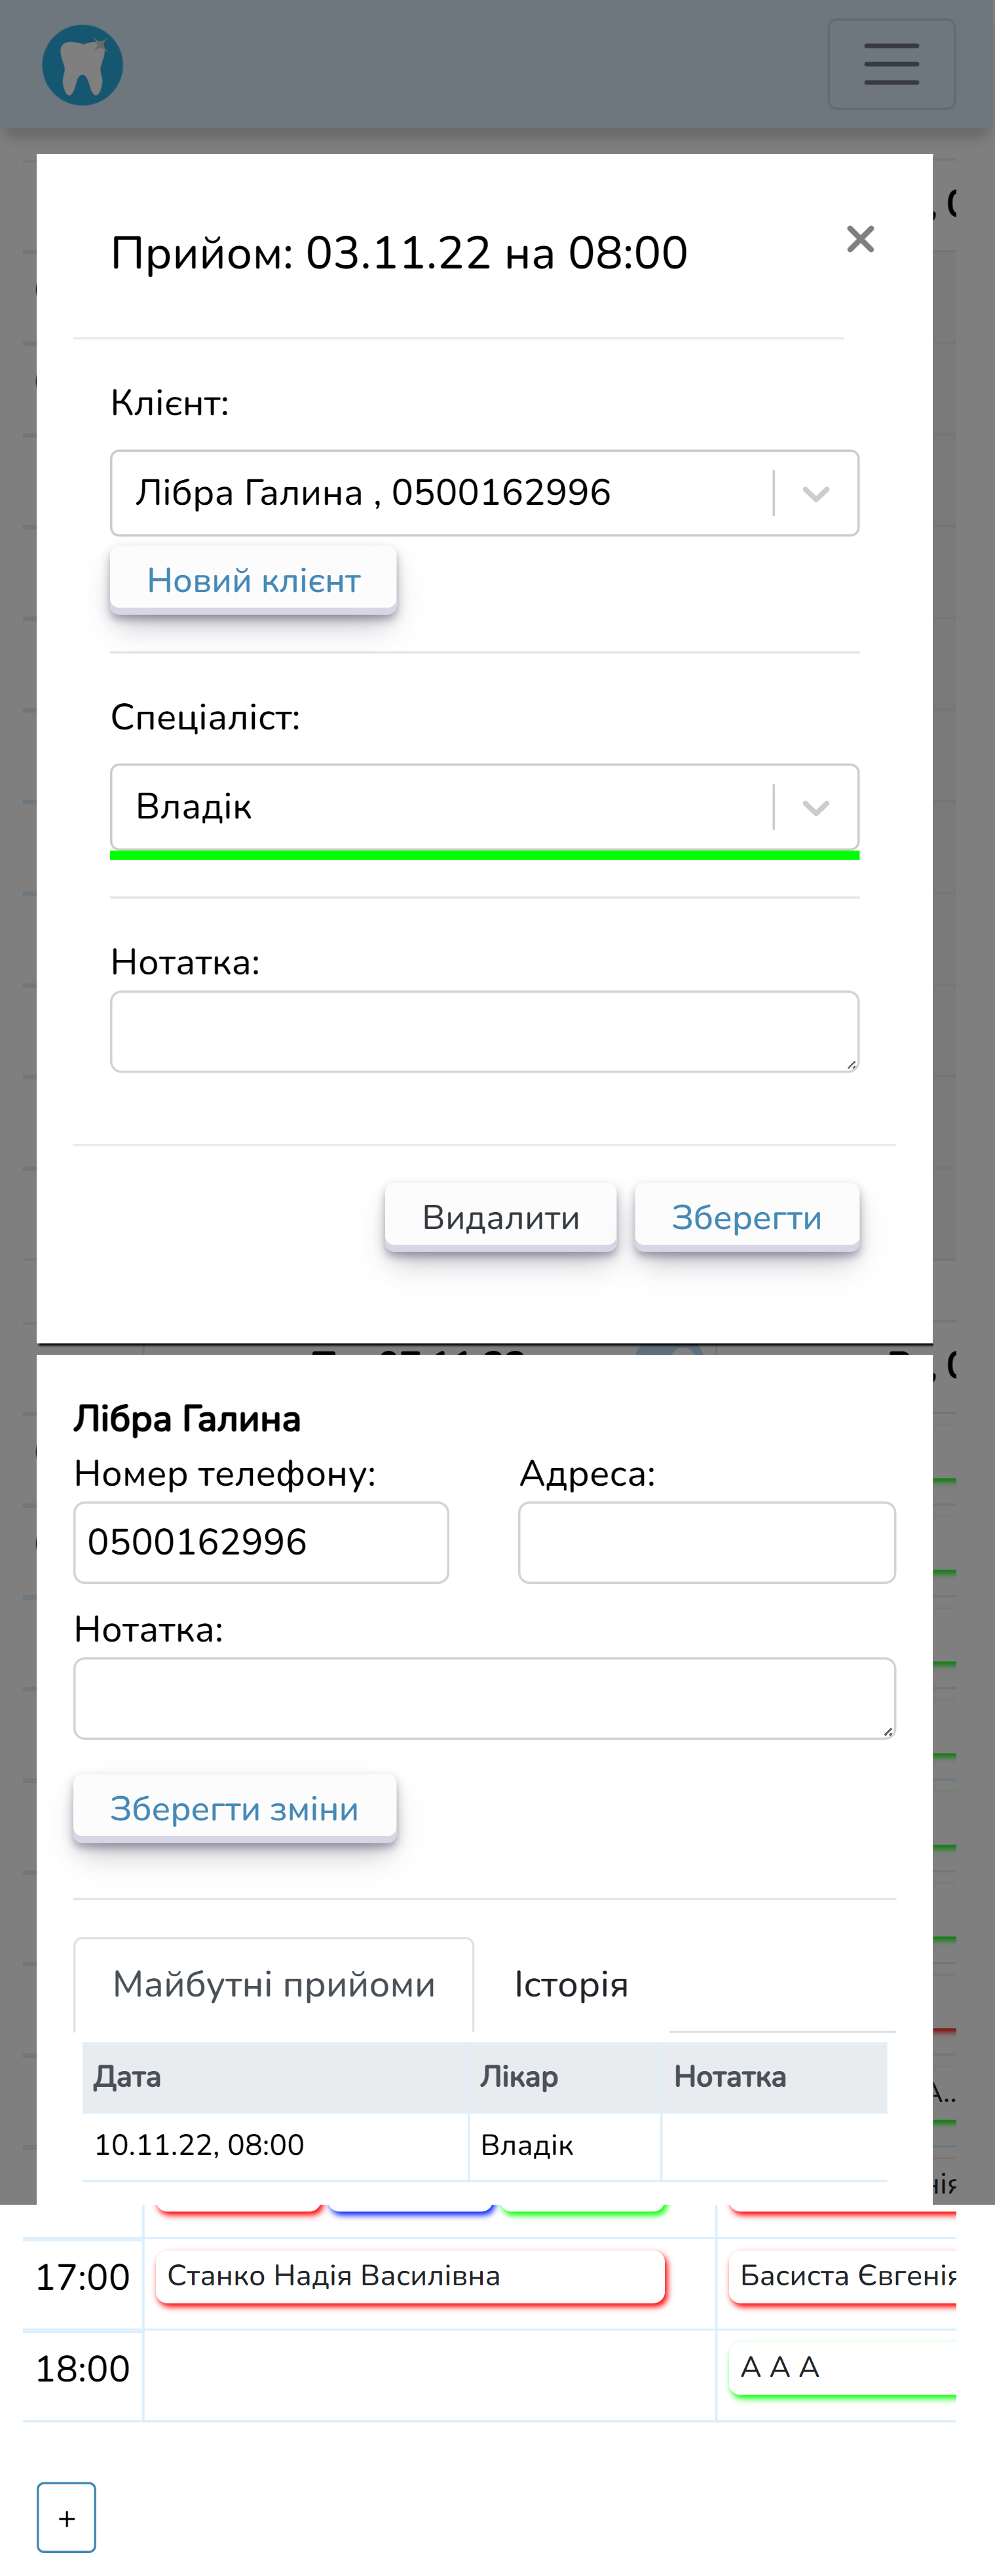 Прийом: 03.11.22 на 08:00
Клієнт:
Лібра Галина , 0500162996
Новий клієнт
Спеціаліст:
Владік
Нотатка:
Видалити Зберегти
Лібра Галина
Номер телефону: Адреса:
0500162996
Нотатка:
Зберегти зміни
Майбутні прийоми Історія
Дата Лікар Нотатка
10.11.22, 08:00 Владік
17:00 Станко Надія Василівна Басиста Євгенія
18:00 А А А
+